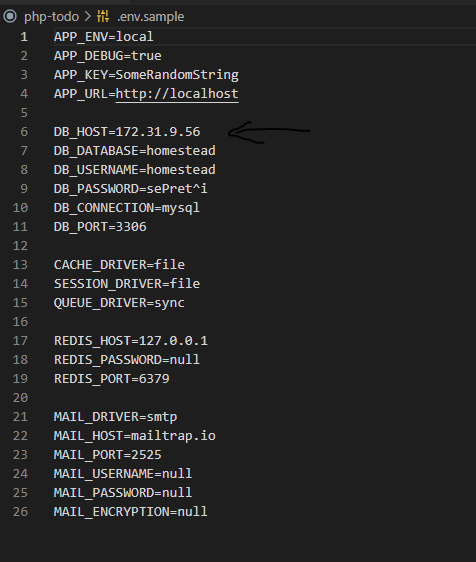 php-todo > .env.sample
1 APP_ENV=local
2 APP_DEBUG=true
3 APP_KEY=SomeRandomString
4 APP_URL=http://localhost
5
6 DB_HOST=172.31.9.56
7 DB_DATABASE=homestead
8 DB_USERNAME=homestead
9 DB_PASSWORD=sePret^i
10 DB_CONNECTION=mysql
11 DB_PORT=3306
12
13 CACHE_DRIVER=file
14 SESSION_DRIVER=file
15 QUEUE_DRIVER=sync
16
17 REDIS_HOST=127.0.0.1
18 REDIS_PASSWORD=null
19 REDIS_PORT=6379
20
21 MAIL_DRIVER=smtp
22 MAIL_HOST=mailtrap.io
23 MAIL_PORT=2525
24 MAIL_USERNAME=null
25 MAIL_PASSWORD=null
26 MAIL_ENCRYPTION=null